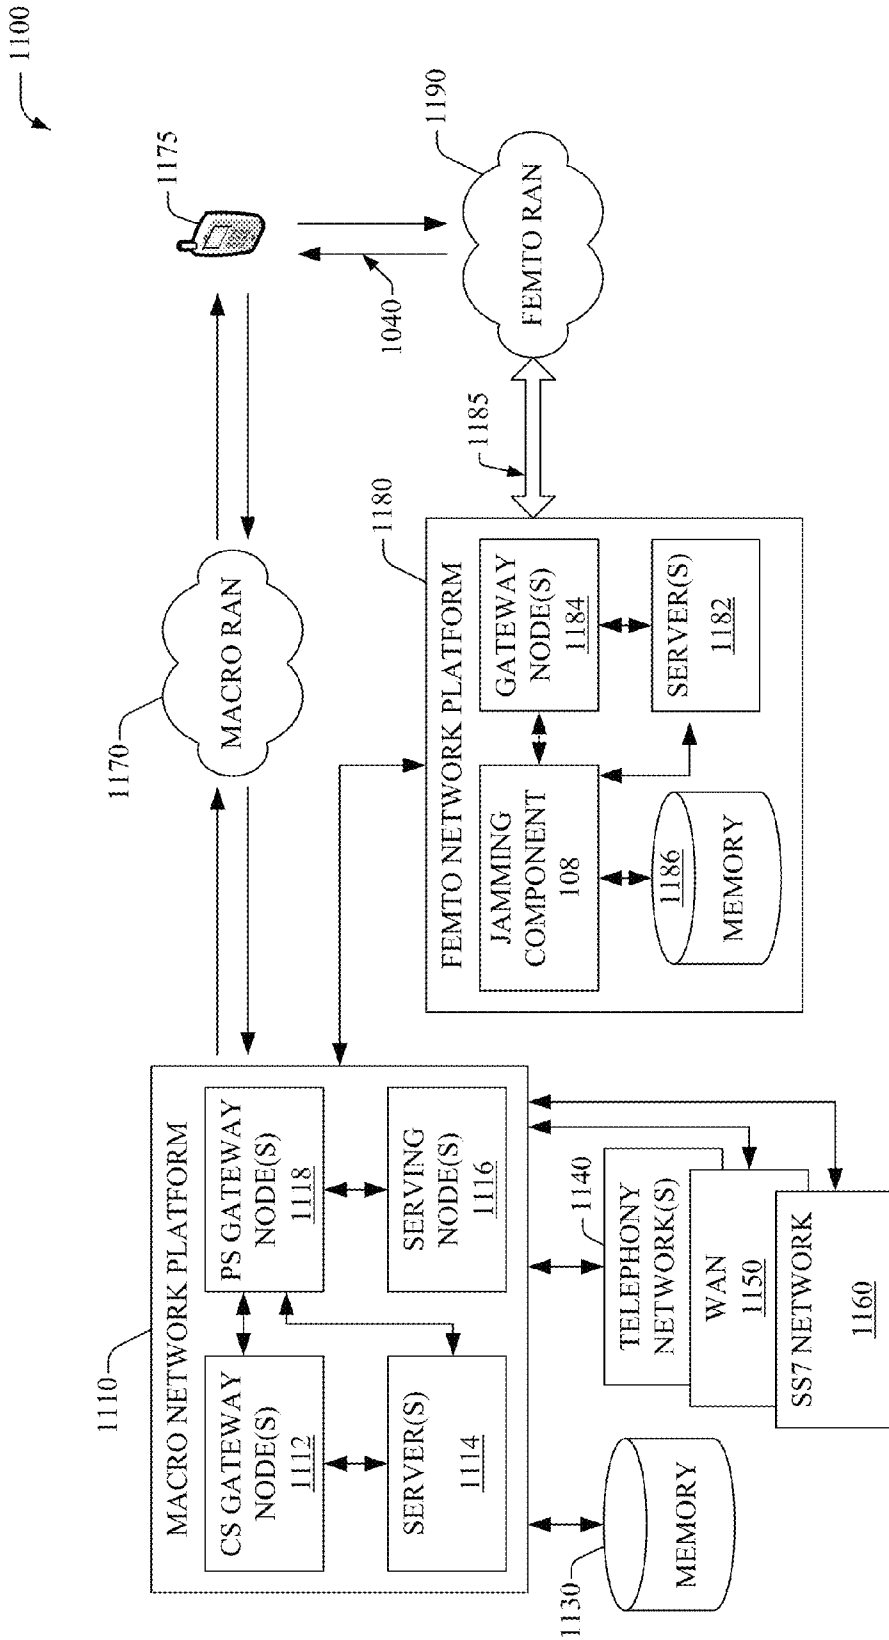 1100
1175
1170
MACRO RAN
1040
1190
FEMTO RAN
1185
1110
MACRO NETWORK PLATFORM
CS GATEWAY
NODE(S)
1112
PS GATEWAY
NODE(S)
1118
SERVER(S)
1114
SERVING
NODE(S)
1116
1180
FEMTO NETWORK PLATFORM
JAMMING
COMPONENT
108
GATEWAY
NODE(S)
1184
1186
MEMORY
SERVER(S)
1182
1130
MEMORY
1140
TELEPHONY
NETWORK(S)
WAN
1150
SS7 NETWORK
1160